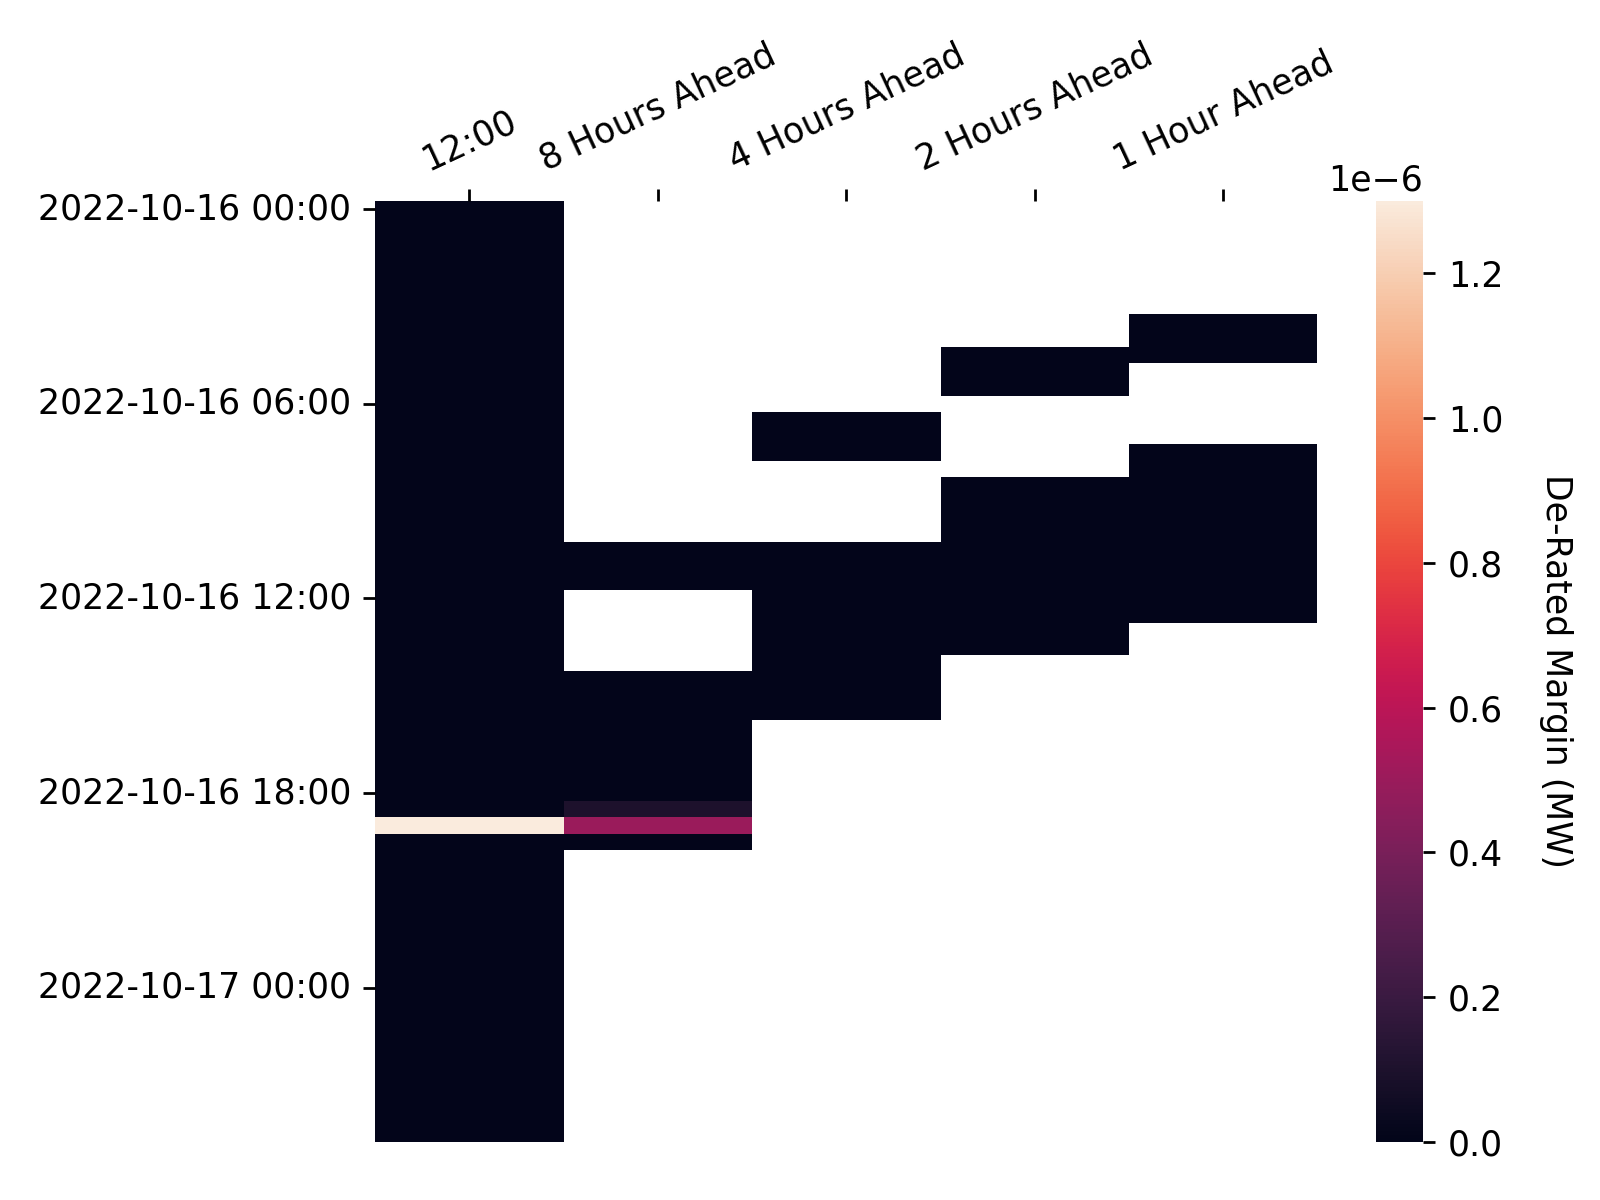 12:00
8 Hours Ahead
4 Hours Ahead
2 Hours Ahead
1 Hour Ahead
1e−6
2022-10-16 00:00
2022-10-16 06:00
2022-10-16 12:00
2022-10-16 18:00
2022-10-17 00:00
1.2
1.0
0.8
0.6
0.4
0.2
0.0
De-Rated Margin (MW)